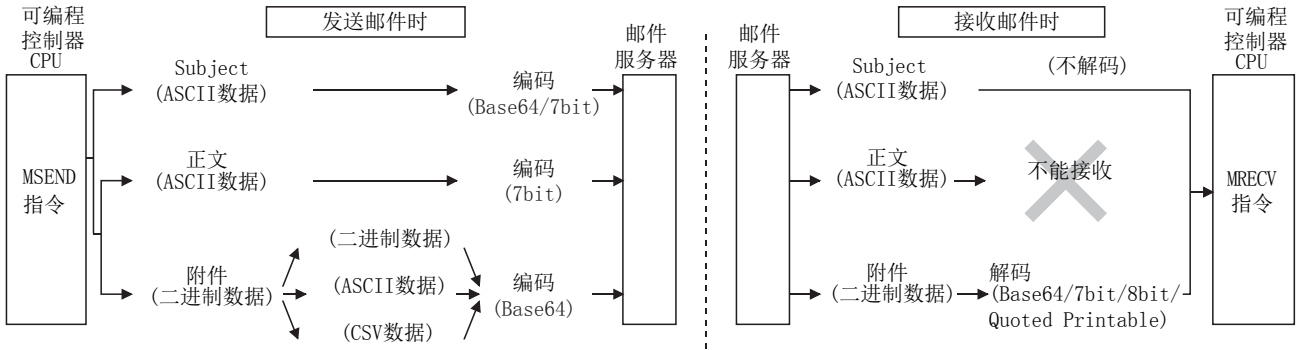 可编程
控制器
CPU
发送邮件时
邮件
服务器
MSEND
指令
Subject
(ASCII数据)
编码
(Base64/7bit)
正文
(ASCII数据)
编码
(7bit)
附件
(二进制数据)
(二进制数据)
(ASCII数据)
(CSV数据)
编码
(Base64)
接收邮件时
邮件
服务器
可编程
控制器
CPU
Subject
(ASCII数据)
(不解码)
正文
(ASCII数据)
不能接收
MRECV
指令
附件
(二进制数据)
解码
(Base64/7bit/8bit/
Quoted Printable)